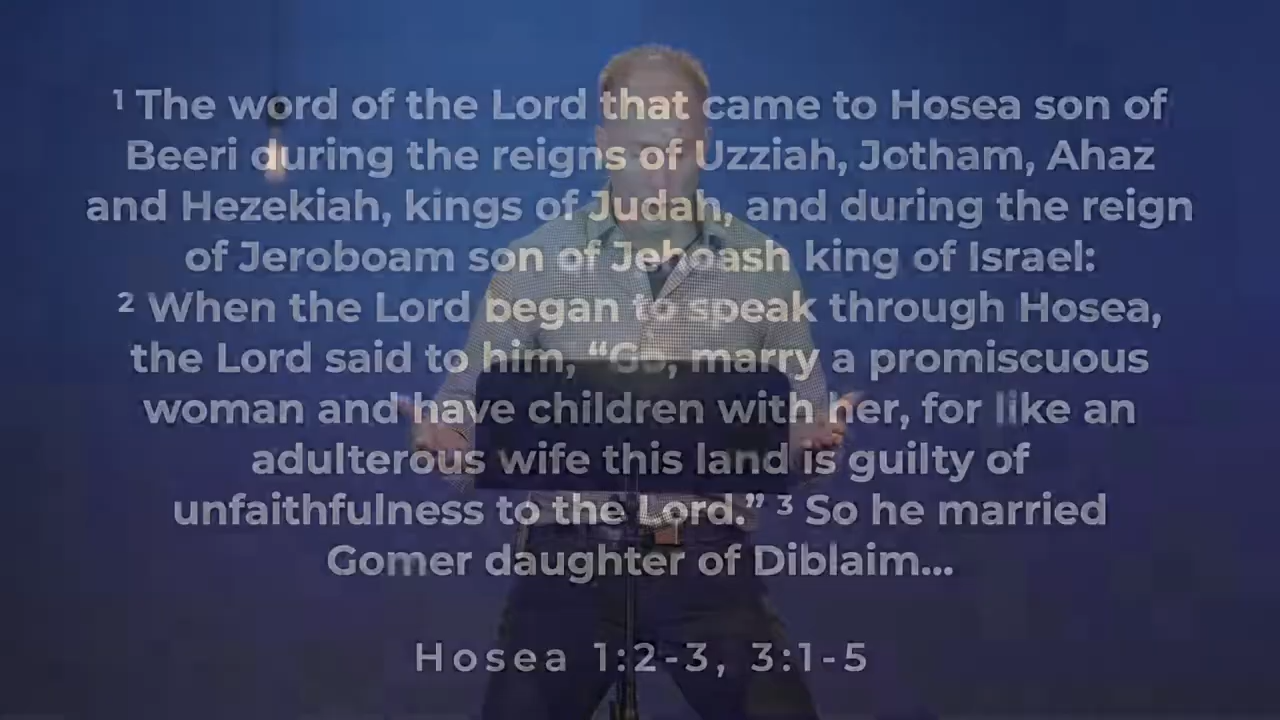 ¹ The word of the Lord that came to Hosea son of
Beeri during the reigns of Uzziah, Jotham, Ahaz
and Hezekiah, kings of Judah, and during the reign
of Jeroboam son of Jehoash king of Israel:
² When the Lord began to speak through Hosea,
the Lord said to him, “Go, marry a promiscuous
woman and have children with her, for like an
adulterous wife this land is guilty of
unfaithfulness to the Lord.” ³ So he married
Gomer daughter of Diblaim...
Hosea 1:2-3, 3:1-5